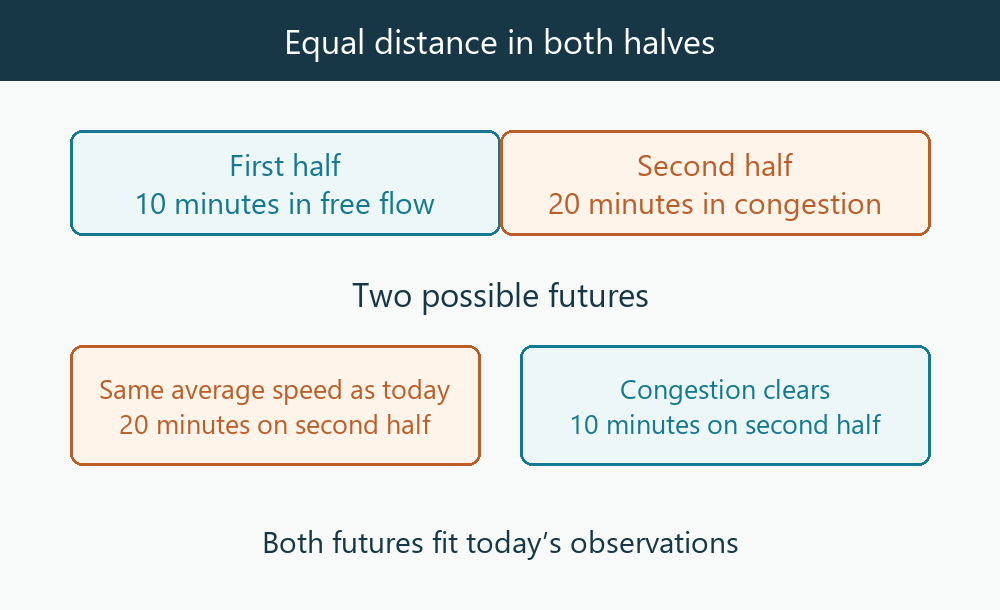 Equal distance in both halves
First half
10 minutes in free flow
Second half
20 minutes in congestion
Two possible futures
Same average speed as today
20 minutes on second half
Congestion clears
10 minutes on second half
Both futures fit today’s observations